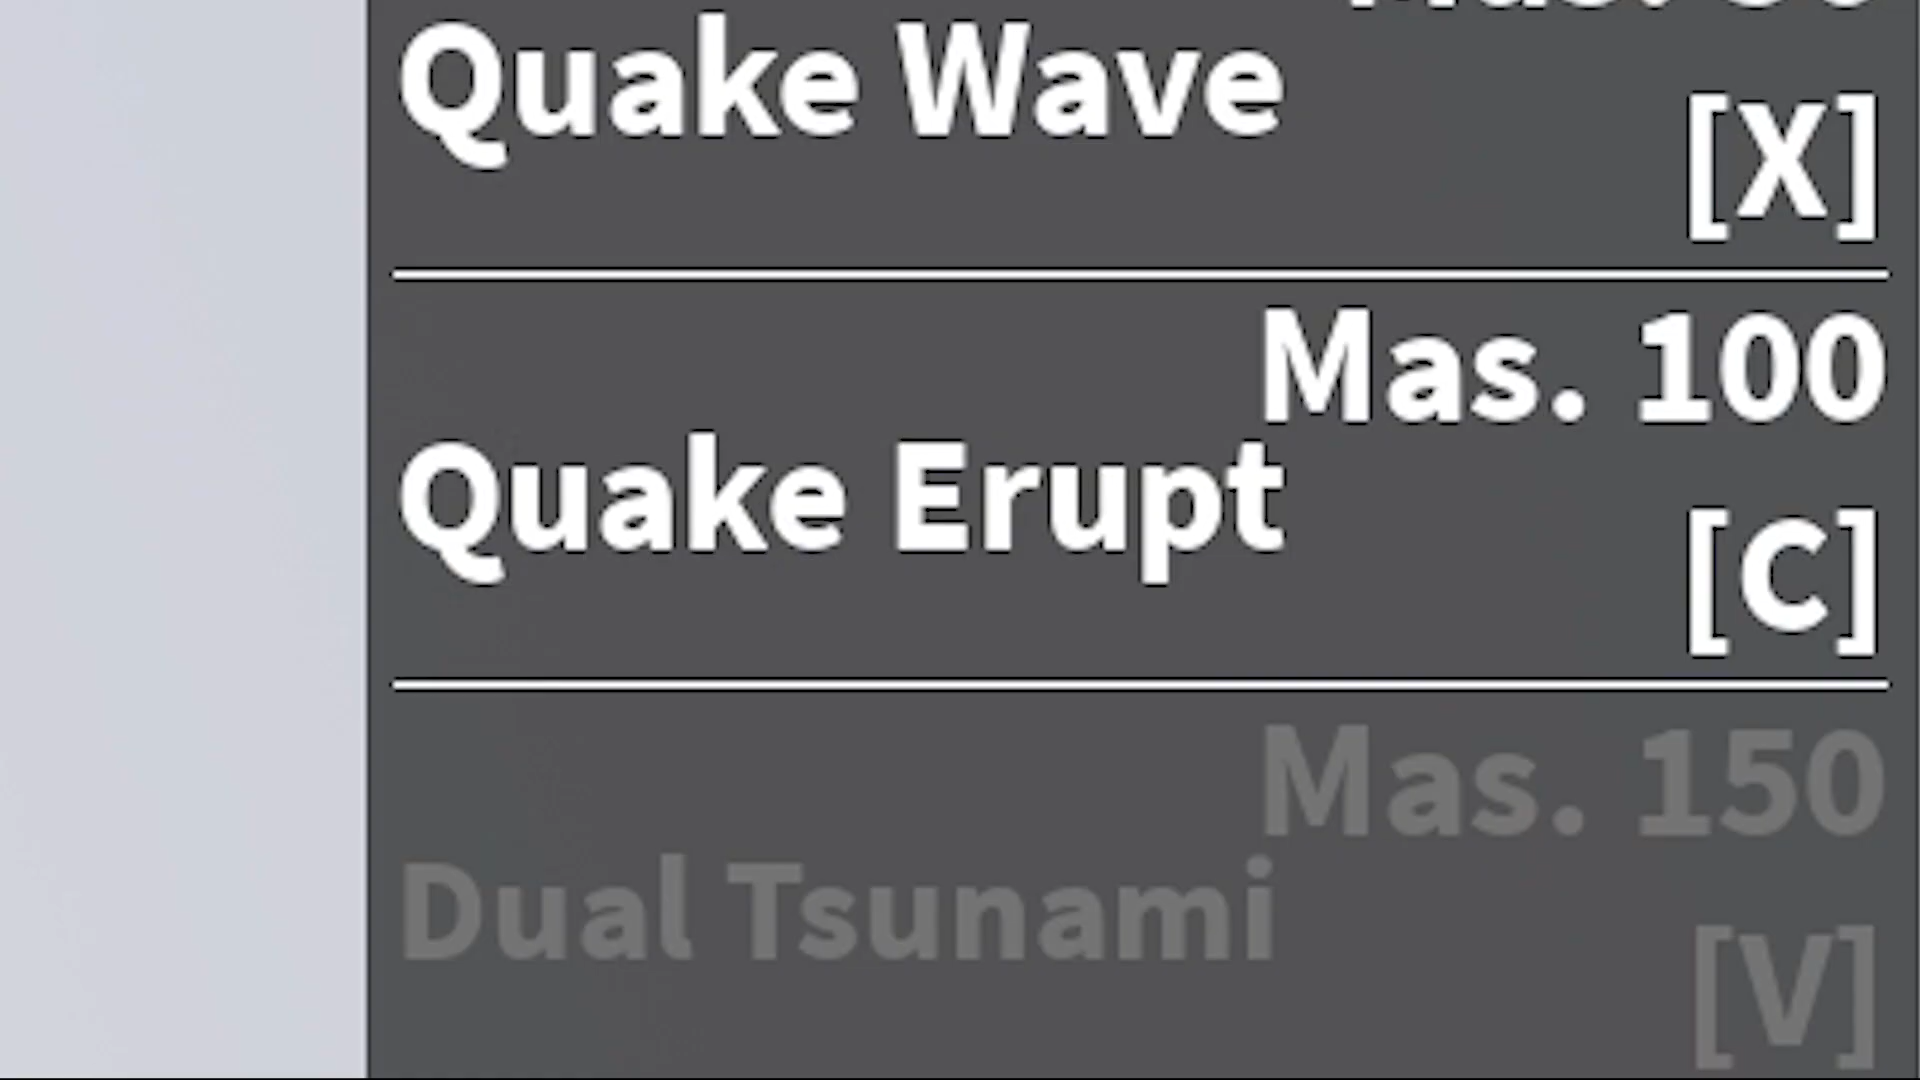 Quake Wave
[X]
Mas. 100
Quake Erupt
[C]
Mas. 150
Dual Tsunami
[V]